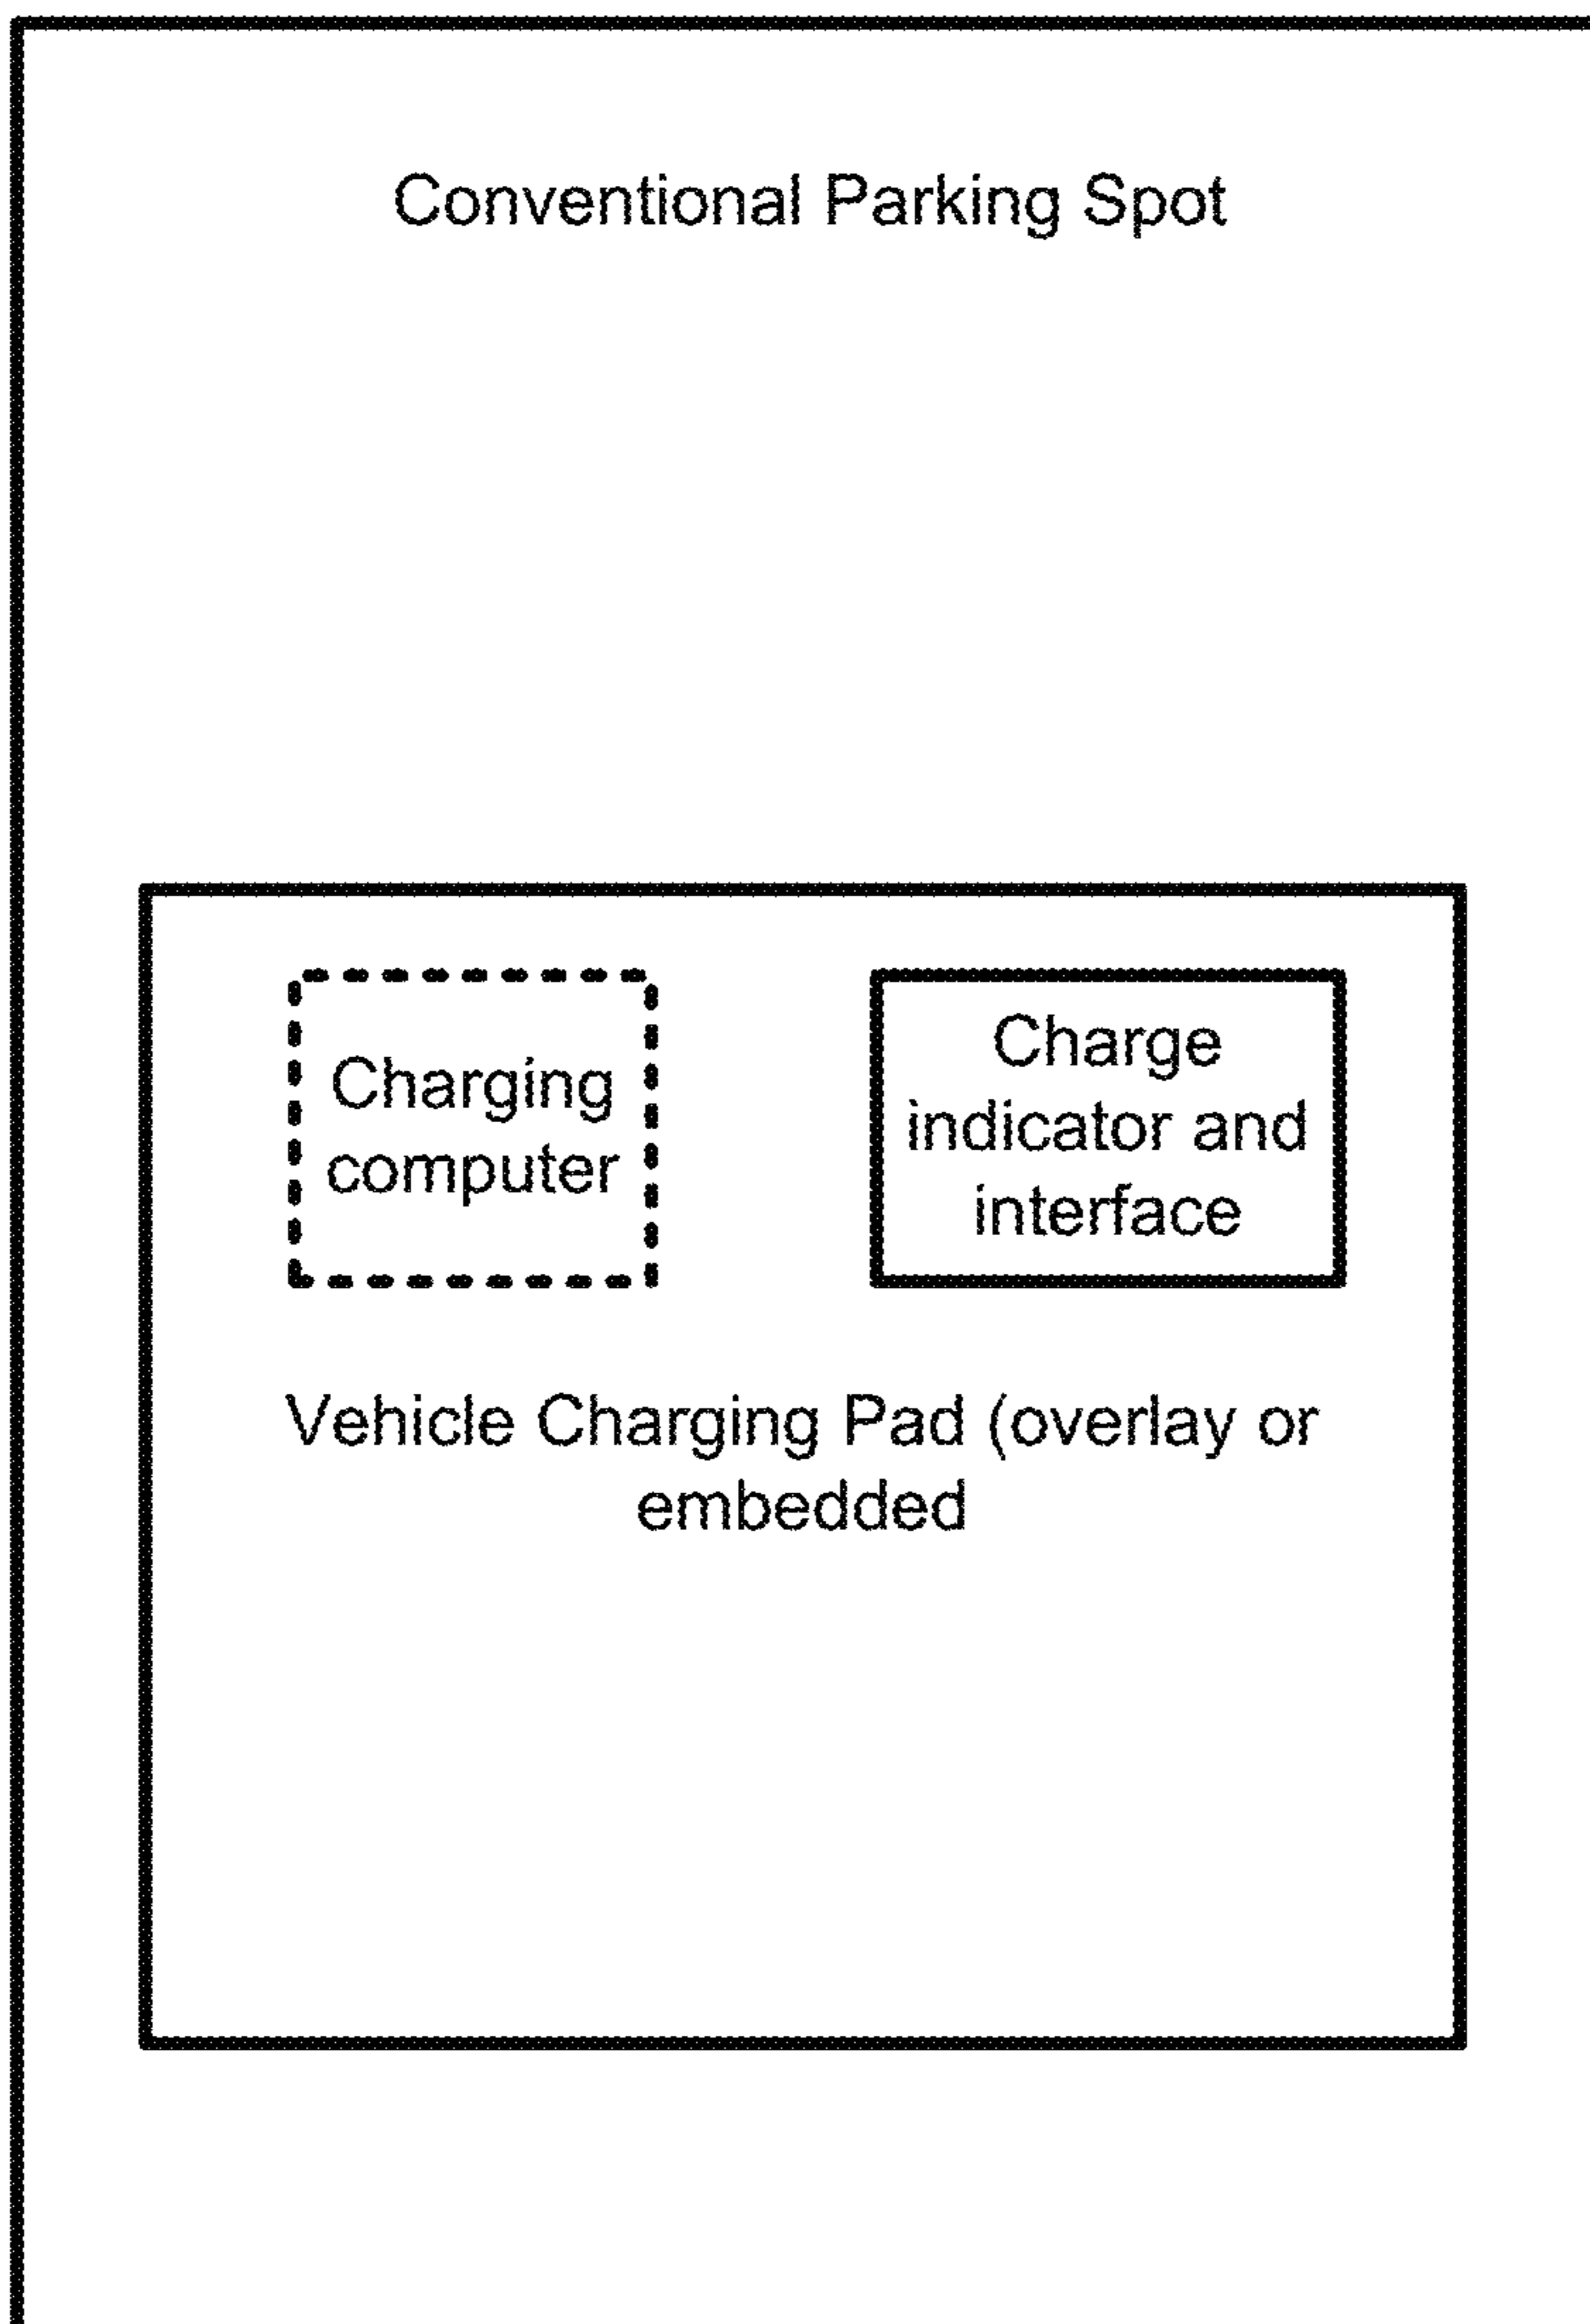 Conventional Parking Spot
Charging
computer
Charge
indicator and
interface
Vehicle Charging Pad (overlay or
embedded